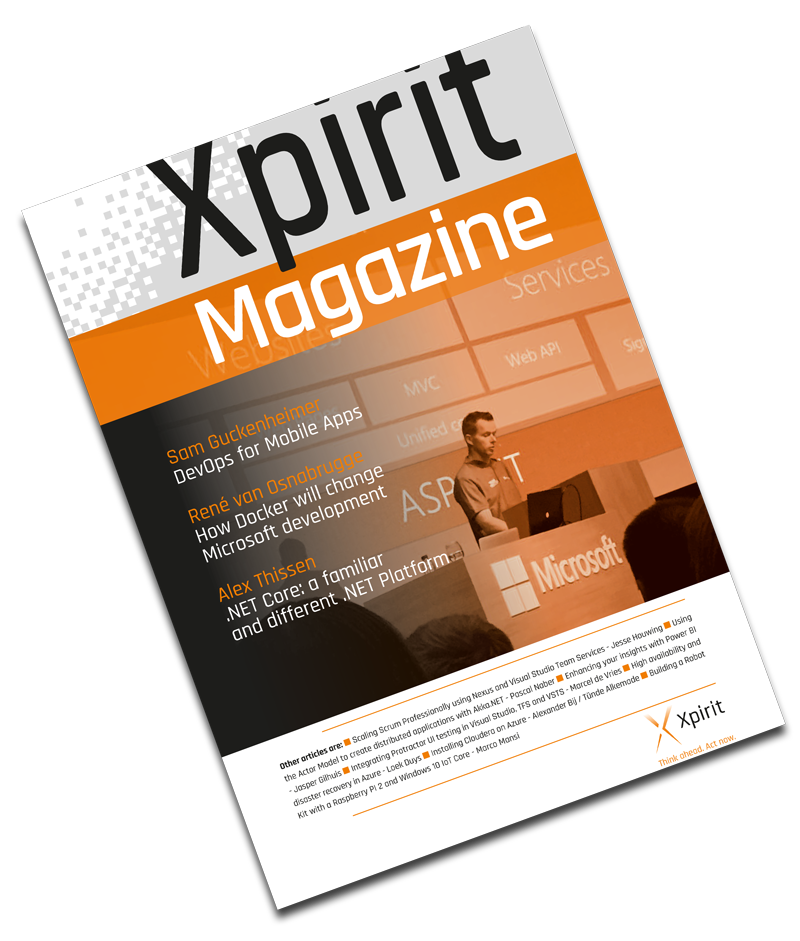 Xpirit
Magazine
Services
Websites
Web API
MVC
Unified
ASP
T
Microsoft
Sam Guckenheimer
DevOps for Mobile Apps
René van Osnabrugge
How Docker will change
Microsoft development
Alex Thissen
.NET Core: a familiar
and different .NET Platform
Other articles are: ■ Scaling Scrum Professionally using Nexus and Visual Studio Team Services - Jesse Houwing ■ Using
the Actor Model to create distributed applications with Akka.NET - Pascal Naber ■ Enhancing your insights with Power BI
- Jasper Gilhuis ■ Integrating Protractor UI testing in Visual Studio, TFS and VSTS - Marcel de Vries ■ High availability and
disaster recovery in Azure - Loek Duys ■ Installing Cloudera on Azure - Alexander Bij / Tünde Alkemade ■ Building a Robot
Kit with a Raspberry PI 2 and Windows 10 IoT Core - Marco Mansi
Xpirit
Think ahead. Act now.